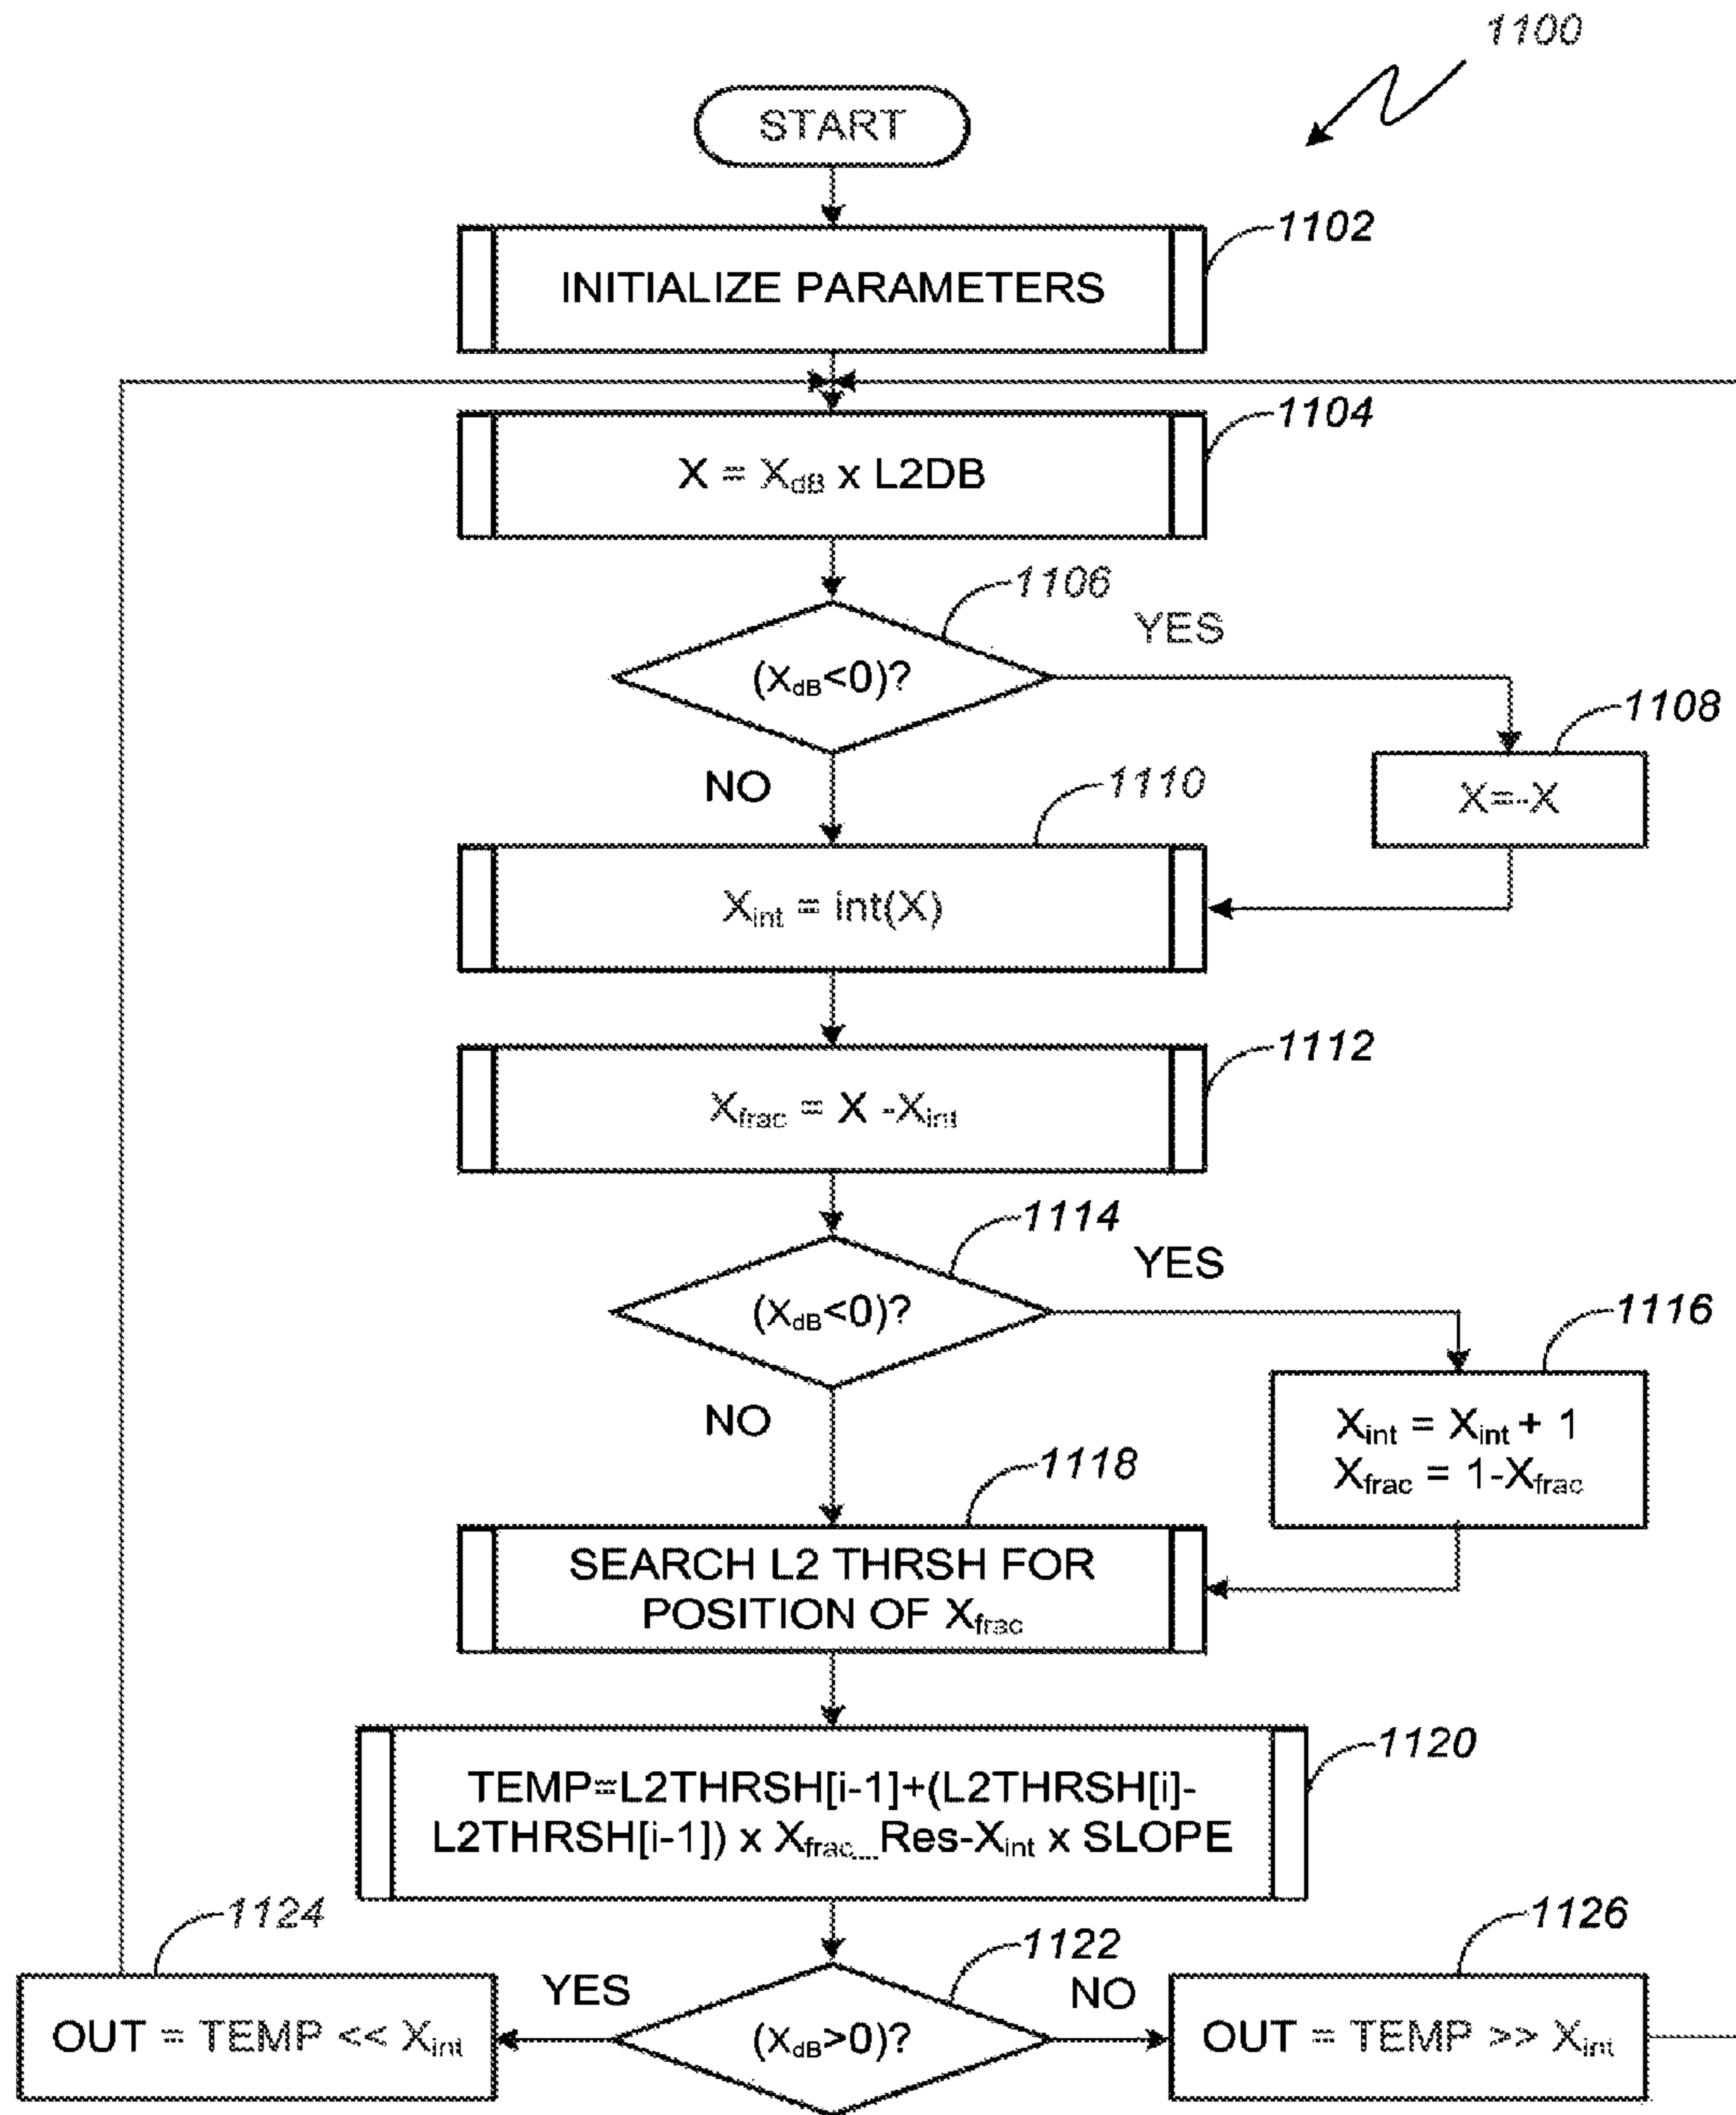 1100
START
1102
INITIALIZE PARAMETERS
1104
X = XdB x L2DB
1106
YES
(XdB<0)?
1108
NO
X=-X
1110
Xint = int(X)
1112
Xfrac = X -Xint
1114
YES
(XdB<0)?
1116
NO
Xint = Xint + 1
Xfrac = 1-Xfrac
1118
SEARCH L2 THRSH FOR
POSITION OF Xfrac
1120
TEMP=L2THRSH[i-1]+(L2THRSH[i]-
L2THRSH[i-1]) x Xfrac_Res-Xint x SLOPE
1124
1122
1126
YES
NO
OUT = TEMP << Xint
(XdB>0)?
OUT = TEMP >> Xint